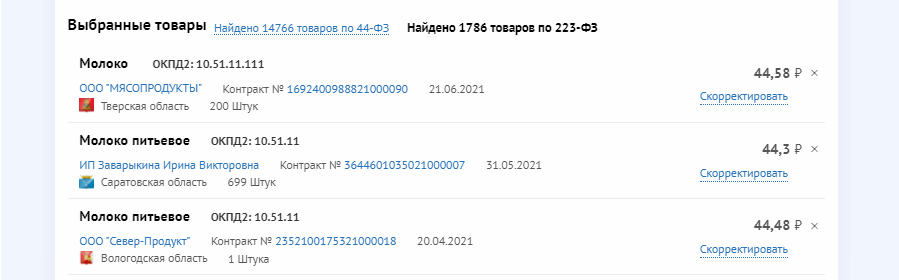 Выбранные товары Найдено 14766 товаров по 44-ФЗ Найдено 1786 товаров по 223-ФЗ
Молоко ОКПД2: 10.51.11.111 44,58 ₽ ×
ООО "МЯСОПРОДУКТЫ" Контракт № 1692400988821000090 21.06.2021 Скорректировать
Тверская область 200 Штук
Молоко питьевое ОКПД2: 10.51.11 44,3 ₽ ×
ИП Заварыкина Ирина Викторовна Контракт № 3644601035021000007 31.05.2021 Скорректировать
Саратовская область 699 Штук
Молоко питьевое ОКПД2: 10.51.11 44,48 ₽ ×
ООО "Север-Продукт" Контракт № 2352100175321000018 20.04.2021 Скорректировать
Вологодская область 1 Штука